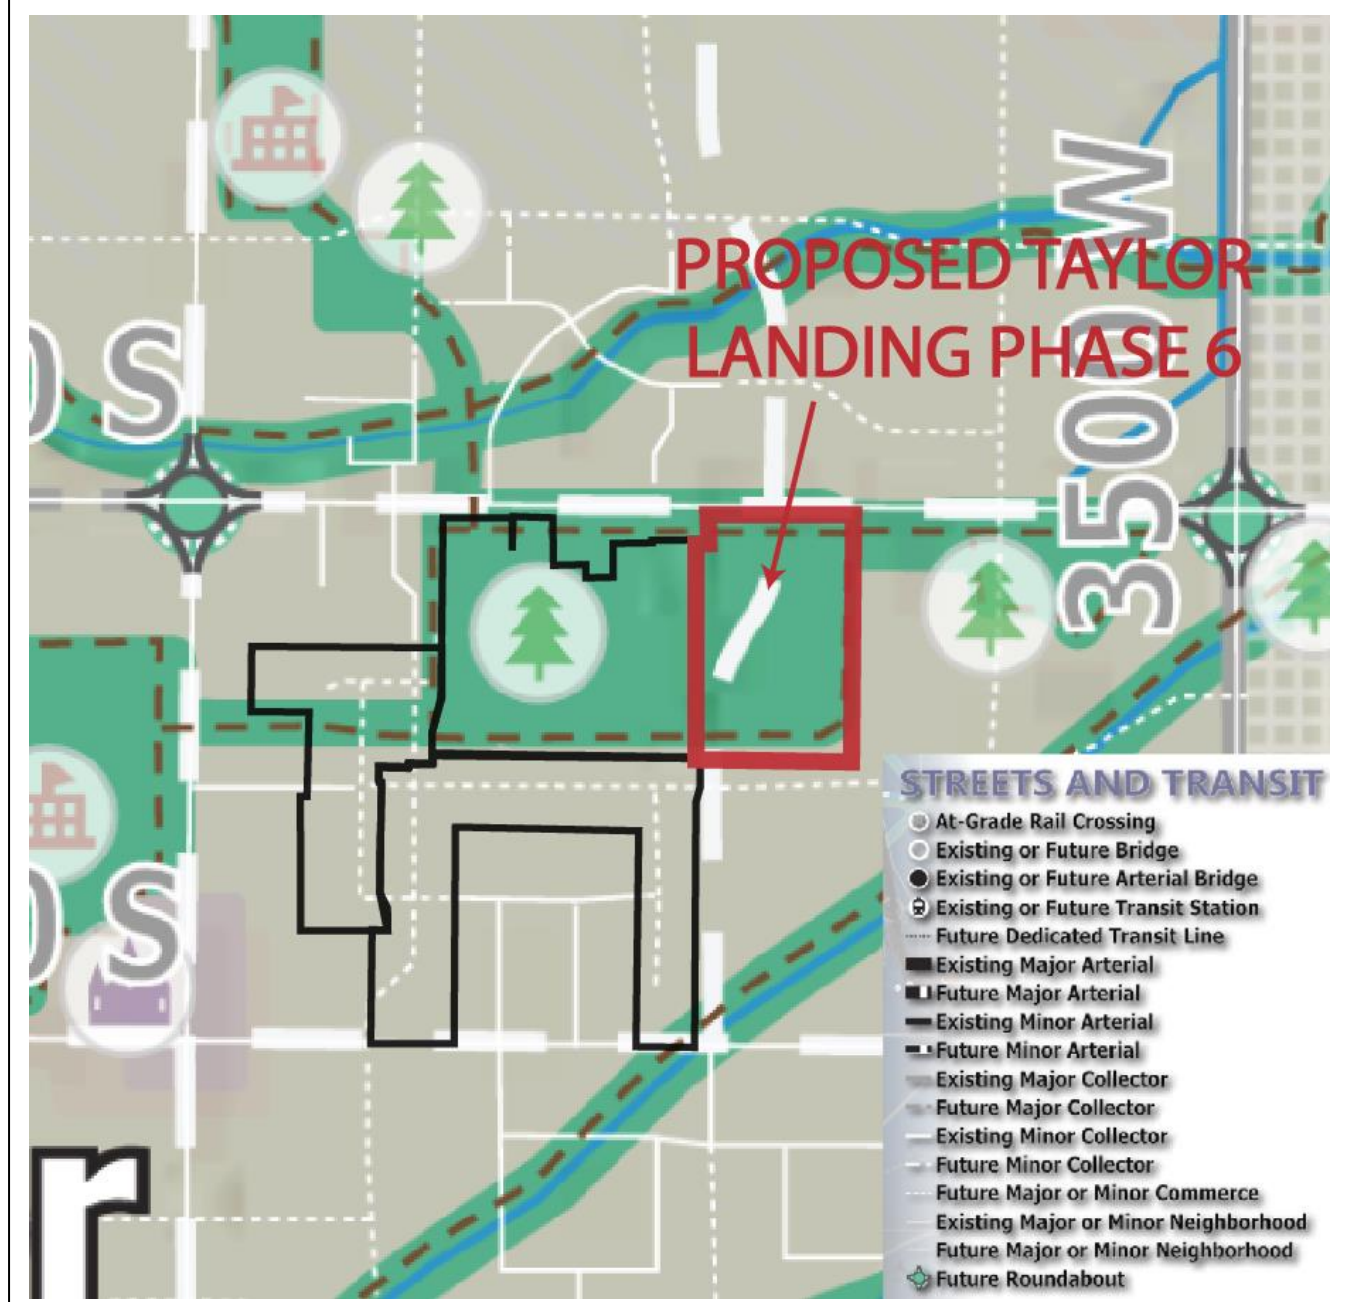 PROPOSED TAYLOR
LANDING PHASE 6
3500 W
0 S
0 S
r
STREETS AND TRANSIT
At-Grade Rail Crossing
Existing or Future Bridge
Existing or Future Arterial Bridge
Existing or Future Transit Station
Future Dedicated Transit Line
Existing Major Arterial
Future Major Arterial
Existing Minor Arterial
Future Minor Arterial
Existing Major Collector
Future Major Collector
Existing Minor Collector
Future Minor Collector
Future Major or Minor Commerce
Existing Major or Minor Neighborhood
Future Major or Minor Neighborhood
Future Roundabout